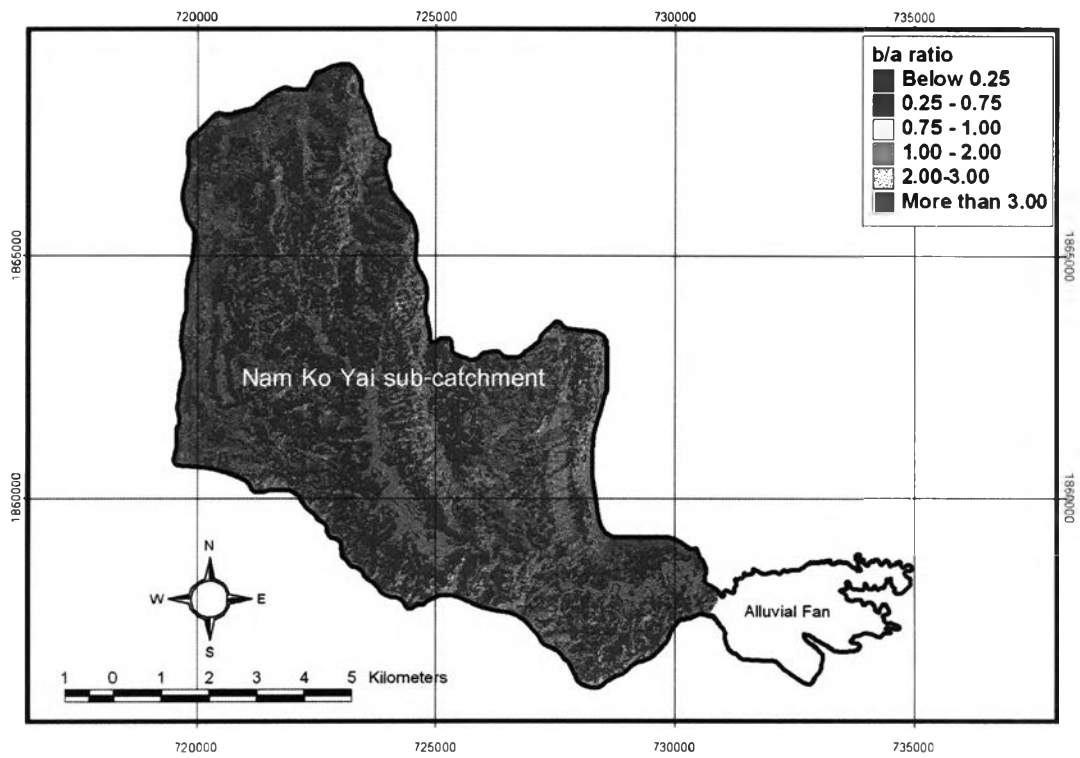 720000 725000 730000 735000
b/a ratio
Below 0.25
0.25 - 0.75
0.75 - 1.00
1.00 - 2.00
2.00-3.00
More than 3.00
1865000 1865000
Nam Ko Yai sub-catchment
1860000 1860000
N
W E
S
Alluvial Fan
1 0 1 2 3 4 5 Kilometers
720000 725000 730000 735000